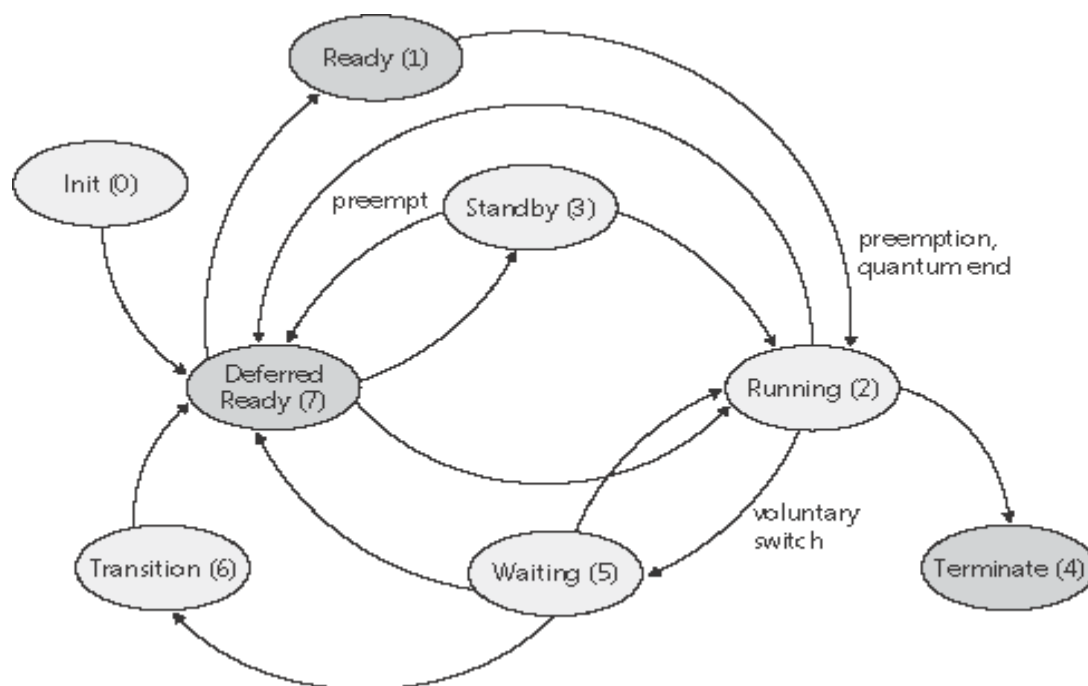 Ready (1)
Init (0)
preempt
Standby (3)
preemption,
quantum end
Deferred
Ready (7)
Running (2)
voluntary
switch
Transition (6)
Waiting (5)
Terminate (4)